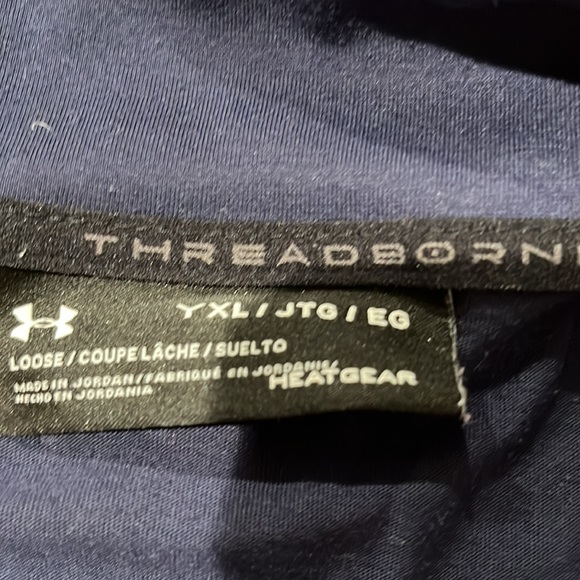 THREADBORNE
YXL / JTG / EG
LOOSE / COUPE LÂCHE / SUELTO
MADE IN JORDAN / FABRIQUÉ EN JORDANIE /
HECHO EN JORDANIA
HEATGEAR